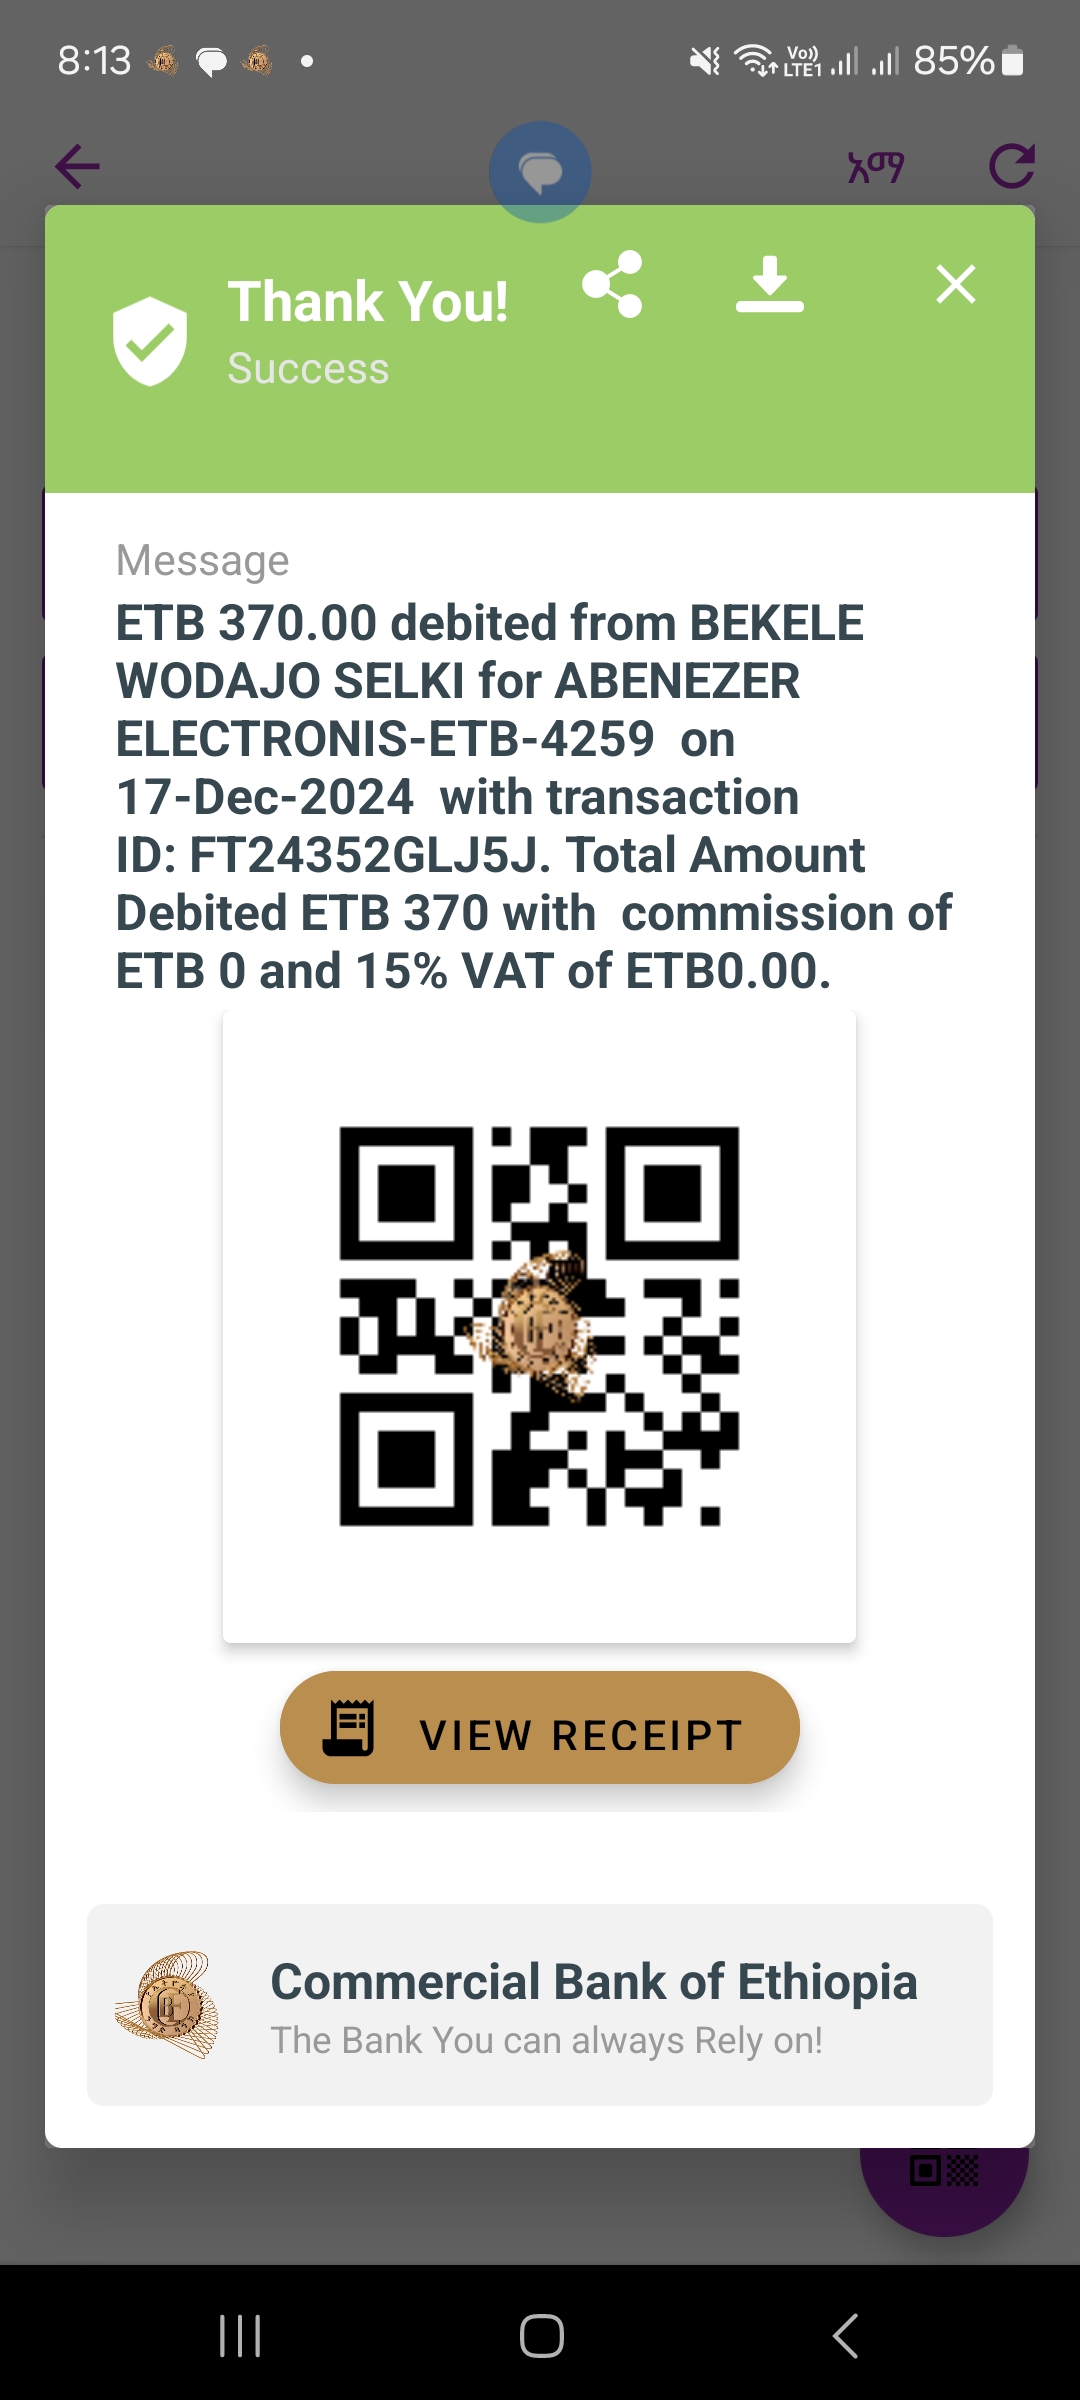 8:13
Vo)) LTE1 85%
አማ
Thank You!
Success
Message
ETB 370.00 debited from BEKELE
WODAJO SELKI for ABENEZER
ELECTRONIS-ETB-4259 on
17-Dec-2024 with transaction
ID: FT24352GLJ5J. Total Amount
Debited ETB 370 with commission of
ETB 0 and 15% VAT of ETB0.00.
VIEW RECEIPT
Commercial Bank of Ethiopia
The Bank You can always Rely on!